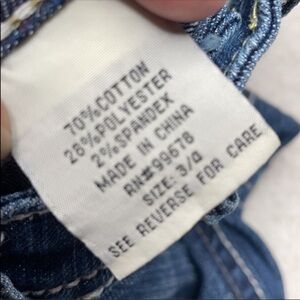 70%COTTON
28%POLYESTER
2%SPANDEX
MADE IN CHINA
RN#99678
SIZE: 3/4
SEE REVERSE FOR CARE